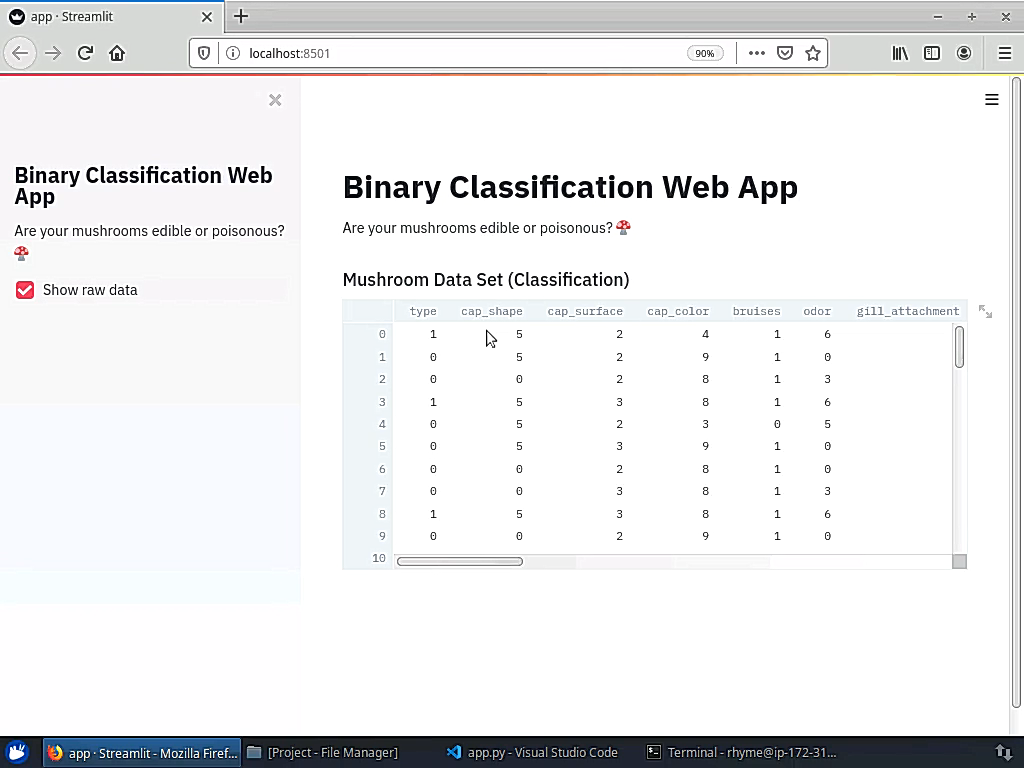 app · Streamlit
localhost:8501
90%
Binary Classification Web
App
Are your mushrooms edible or poisonous?
Show raw data
Binary Classification Web App
Are your mushrooms edible or poisonous?
Mushroom Data Set (Classification)
type cap_shape cap_surface cap_color bruises odor gill_attachment
0 1 5 2 4 1 6
1 0 5 2 9 1 0
2 0 0 2 8 1 3
3 1 5 3 8 1 6
4 0 5 2 3 0 5
5 0 5 3 9 1 0
6 0 0 2 8 1 0
7 0 0 3 8 1 3
8 1 5 3 8 1 6
9 0 0 2 9 1 0
10
app · Streamlit - Mozilla Firef... [Project - File Manager] app.py - Visual Studio Code Terminal - rhyme@ip-172-31...